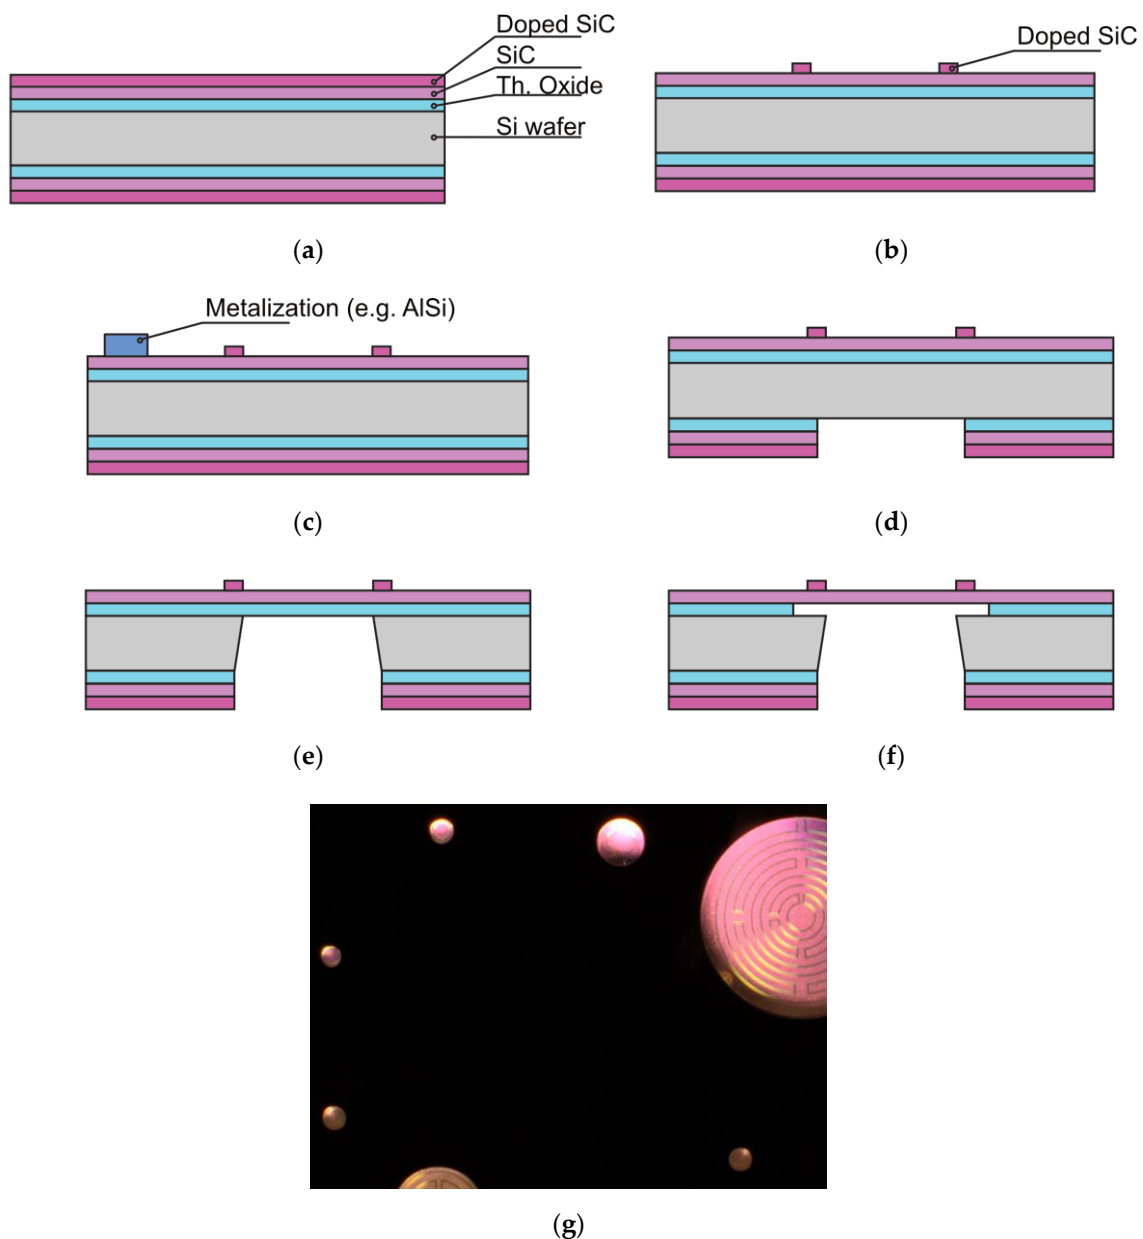 Doped SiC
SiC
Th. Oxide
Si wafer
(a)
Doped SiC
(b)
Metalization (e.g. AlSi)
(c)
(d)
(e)
(f)
(g)